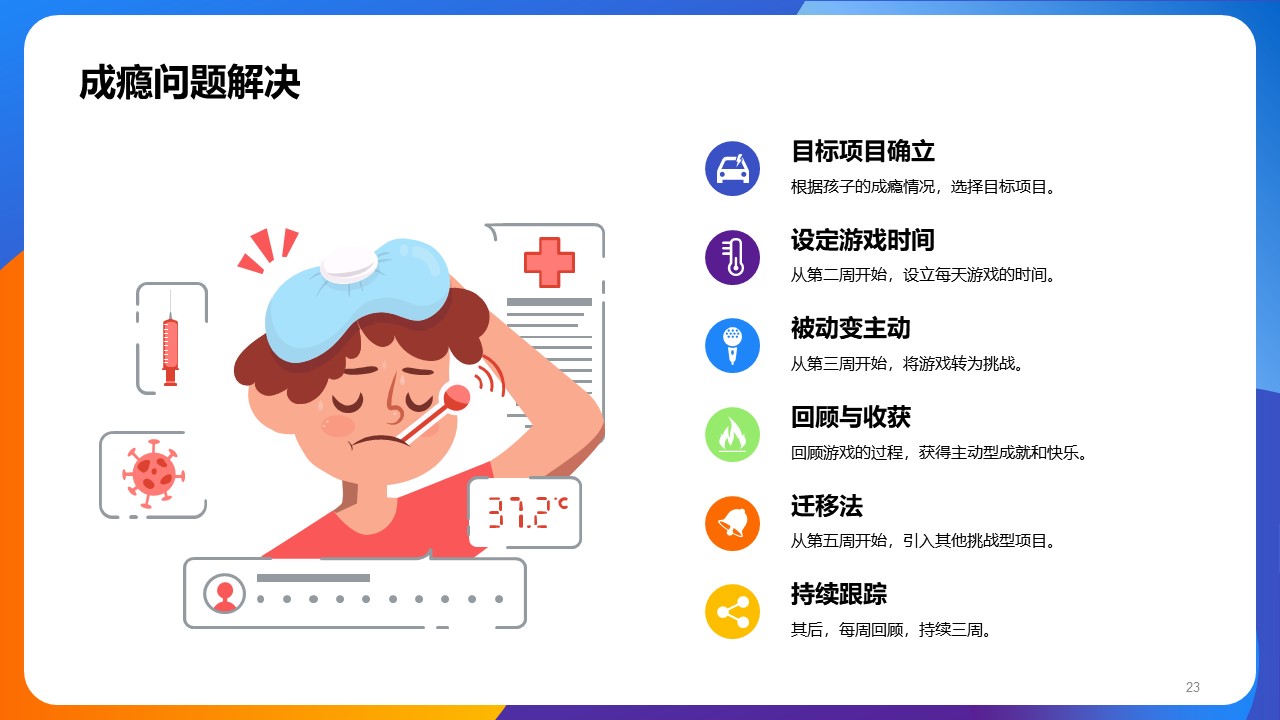 成瘾问题解决
目标项目确立
根据孩子的成瘾情况，选择目标项目。
设定游戏时间
从第二周开始，设立每天游戏的时间。
被动变主动
从第三周开始，将游戏转为挑战。
回顾与收获
回顾游戏的过程，获得主动型成就和快乐。
迁移法
从第五周开始，引入其他挑战型项目。
持续跟踪
其后，每周回顾，持续三周。
37.2°C
23